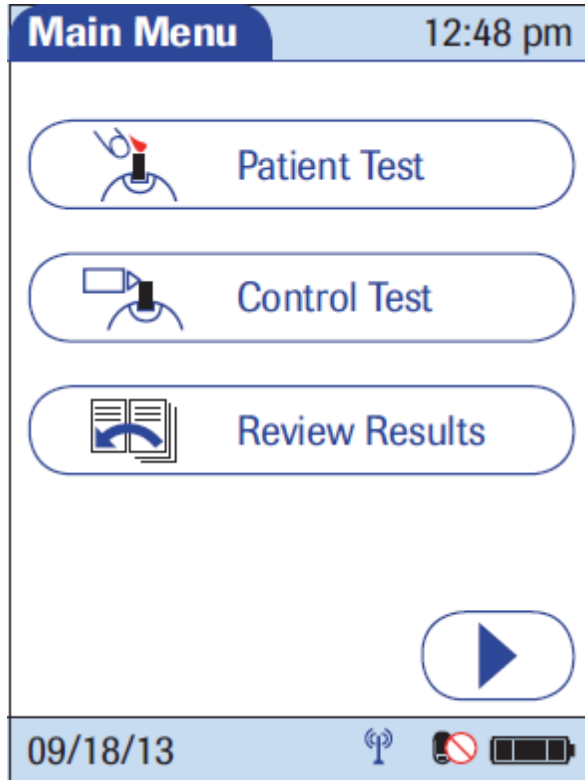 Main Menu 12:48 pm
Patient Test
Control Test
Review Results
09/18/13